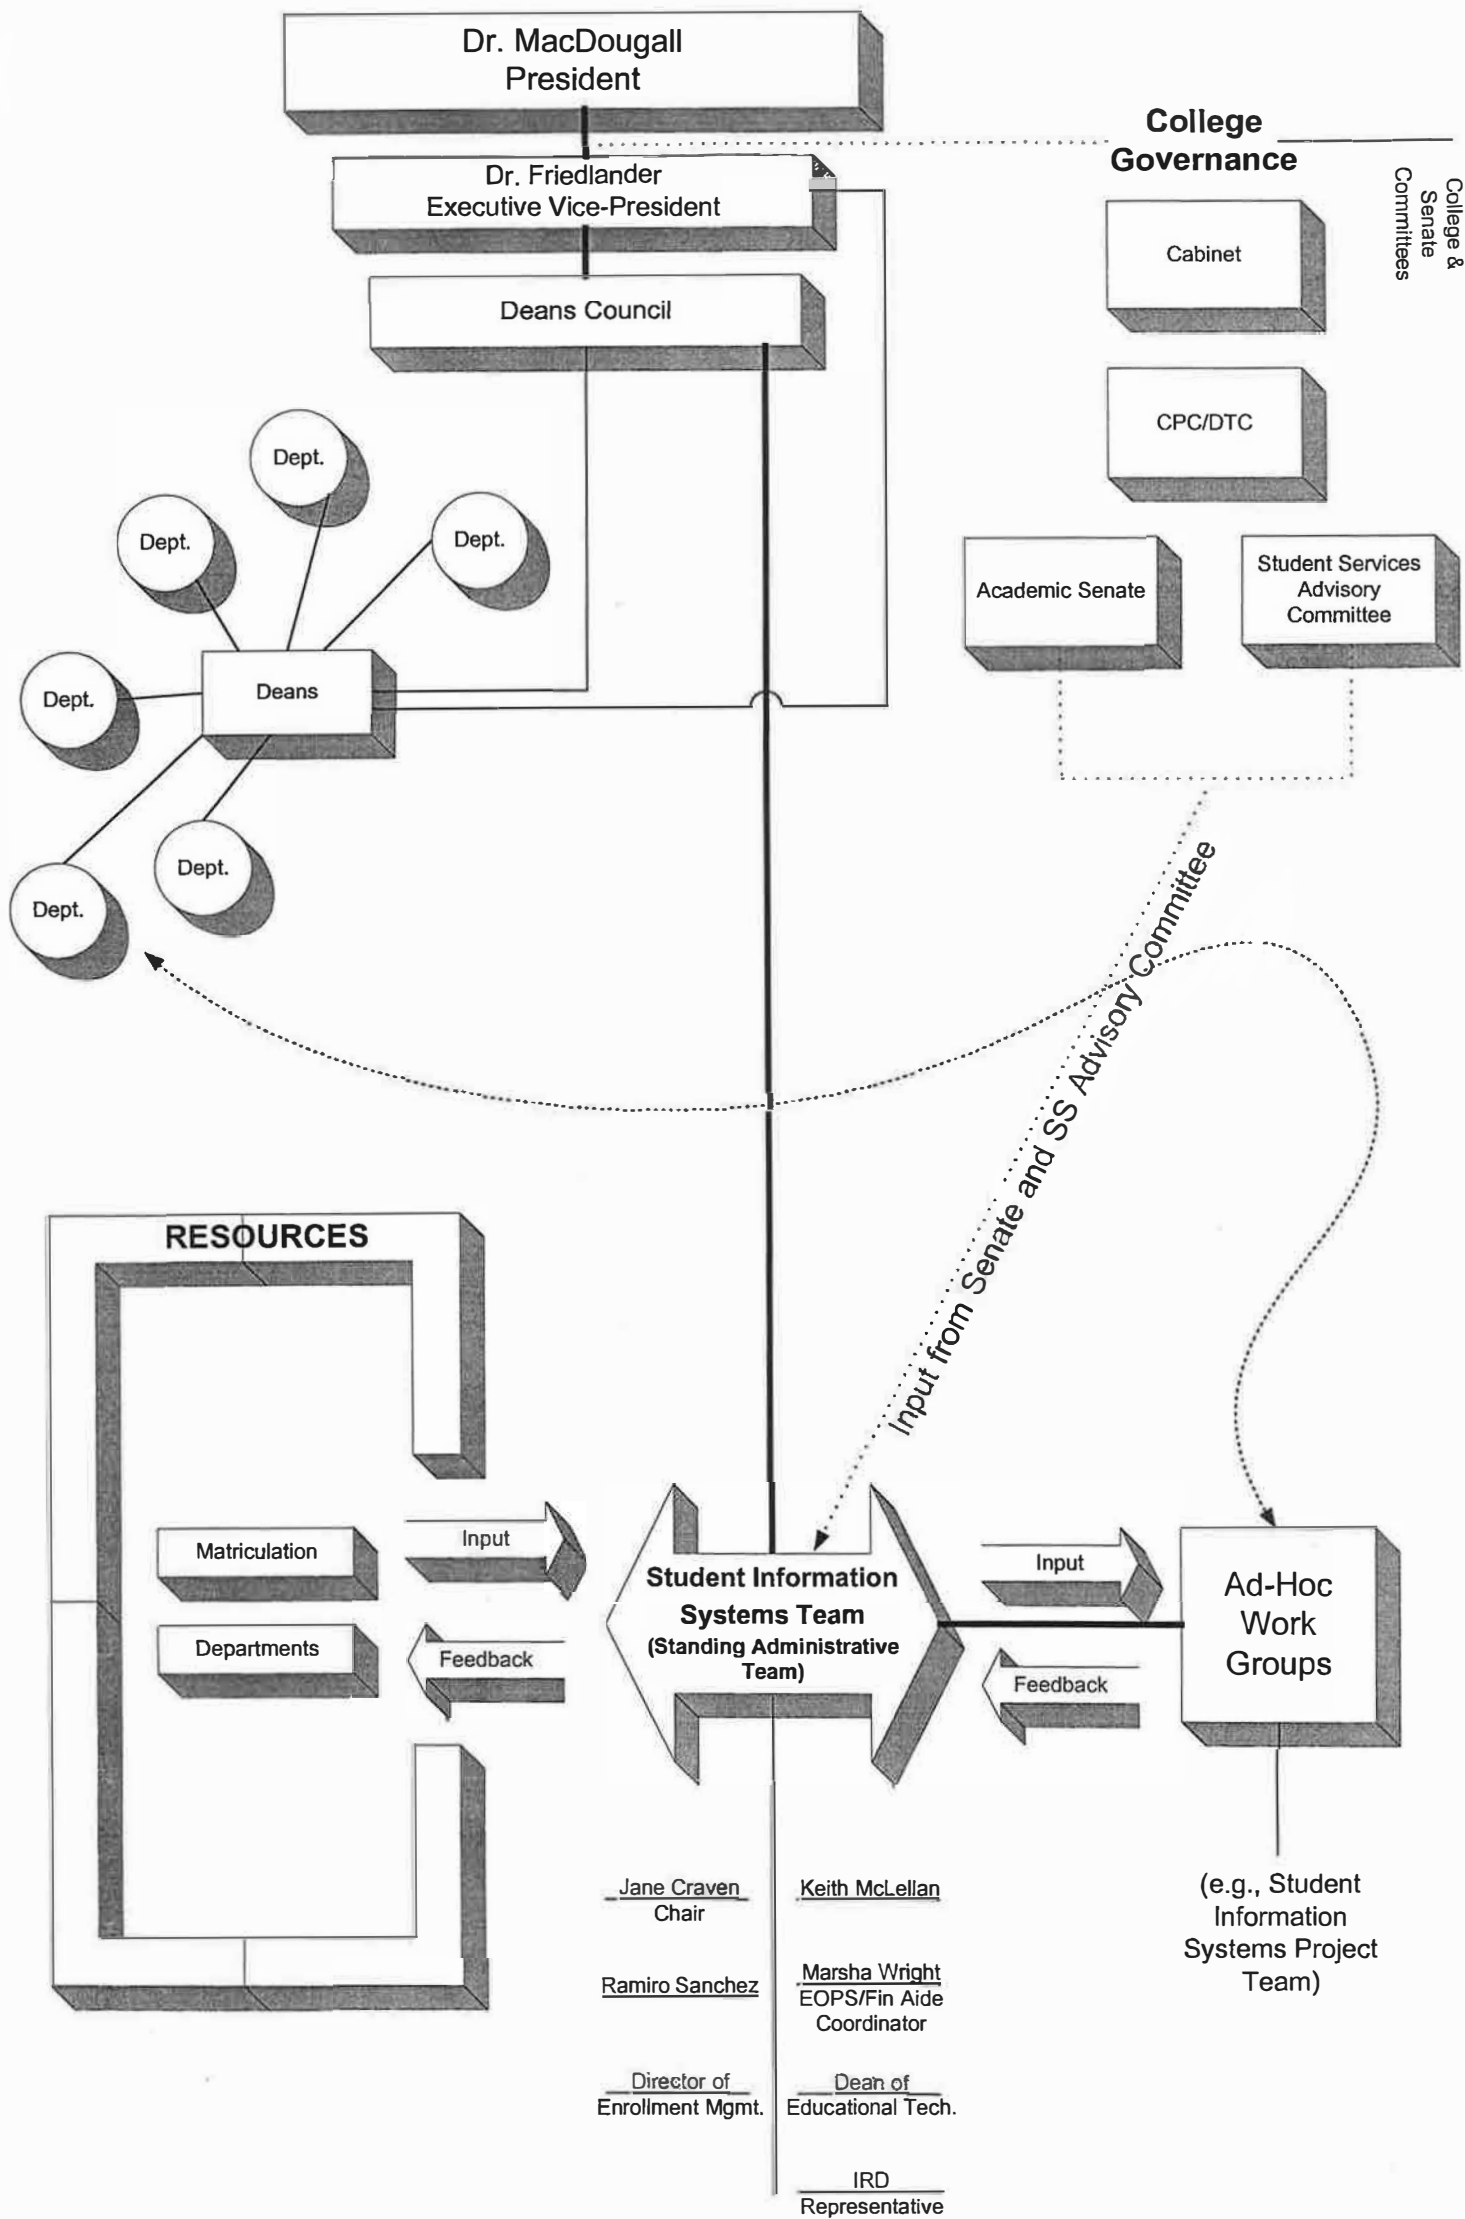 Dr. MacDougall
President
College
Governance
College &
Senate
Committees
Dr. Friedlander
Executive Vice-President
Cabinet
Deans Council
CPC/DTC
Dept.
Dept.
Dept.
Academic Senate
Student Services
Advisory
Committee
Dept.
Deans
Dept.
Dept.
Input from Senate and SS Advisory Committee
RESOURCES
Matriculation
Departments
Input
Feedback
Student Information
Systems Team
(Standing Administrative
Team)
Input
Feedback
Ad-Hoc
Work
Groups
(e.g., Student
Information
Systems Project
Team)
Jane Craven
Chair
Keith McLellan
Ramiro Sanchez
Marsha Wright
EOPS/Fin Aide
Coordinator
Director of
Enrollment Mgmt.
Dean of
Educational Tech.
IRD
Representative